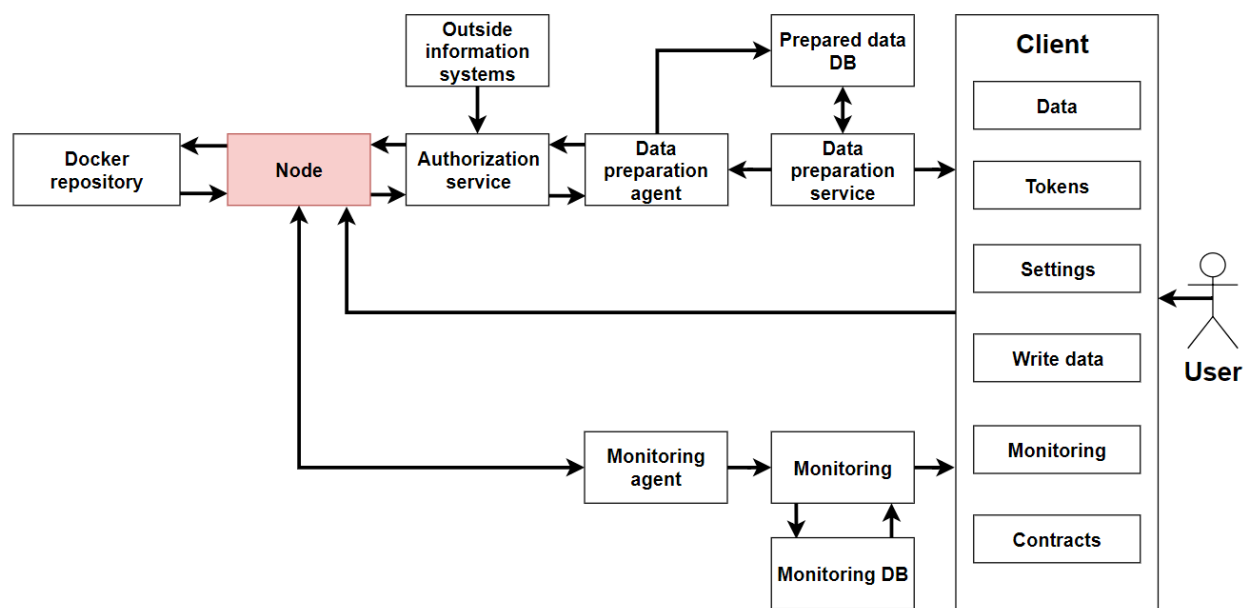 Outside
information
systems
Prepared data
DB
Client
Data
Docker
repository
Node
Authorization
service
Data
preparation
agent
Data
preparation
service
Tokens
Settings
Write data
User
Monitoring
agent
Monitoring
Monitoring
Contracts
Monitoring DB